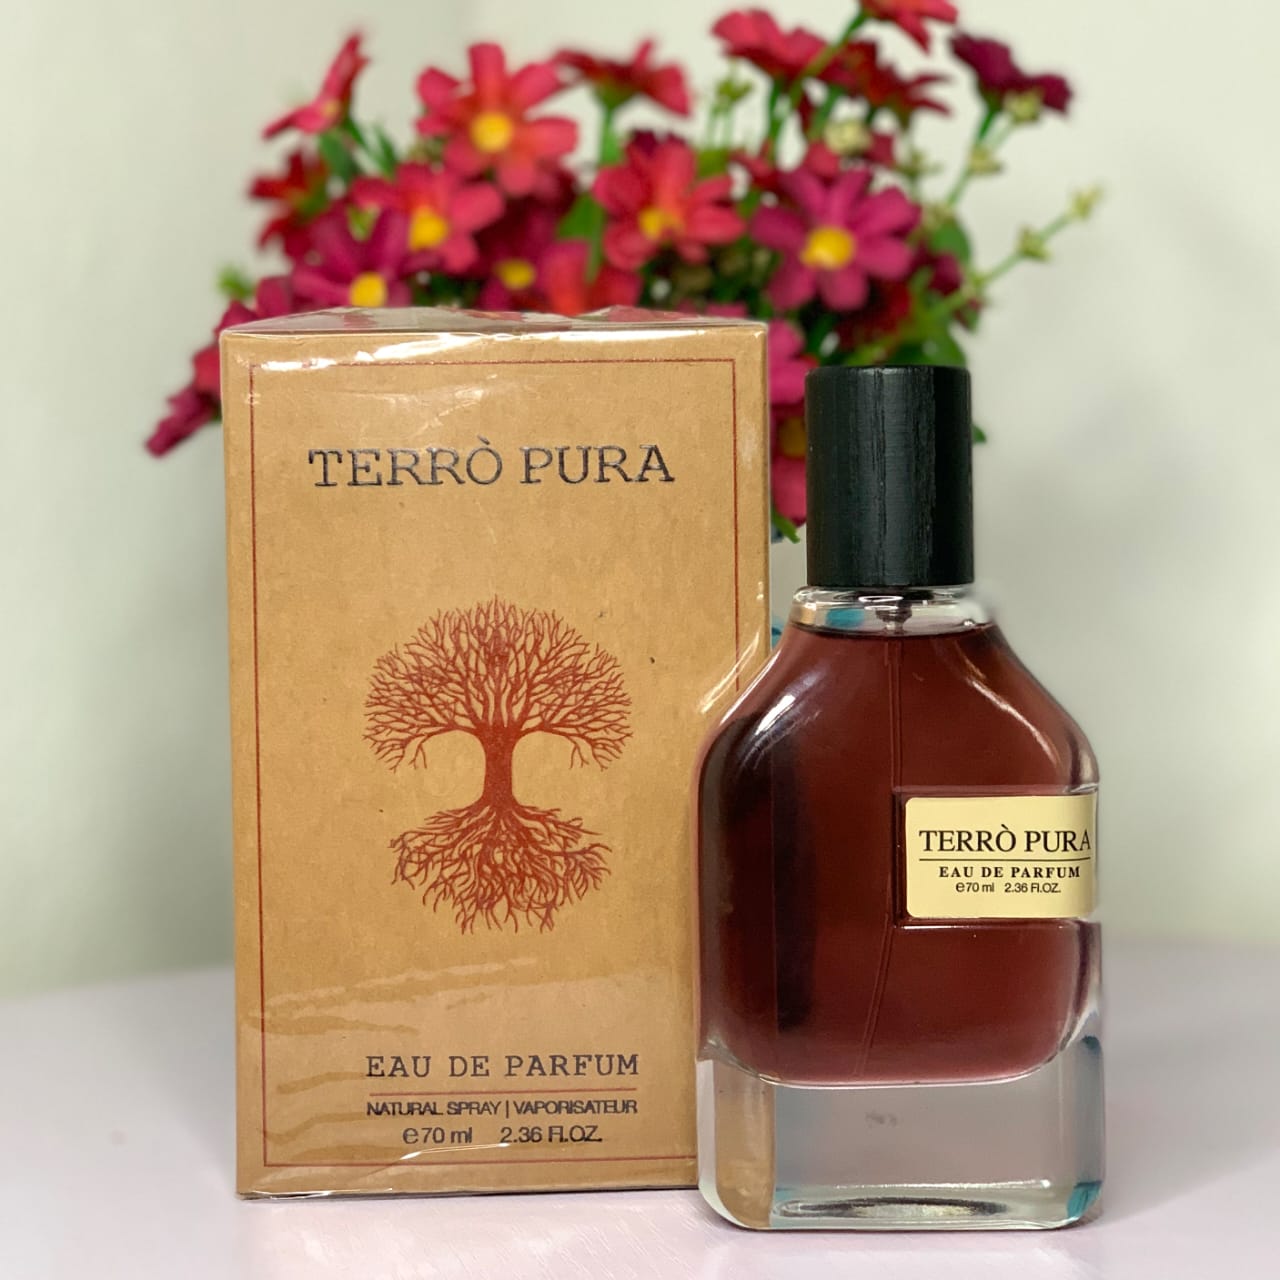 TERRÒ PURA
EAU DE PARFUM
NATURAL SPRAY | VAPORISATEUR
℮70 ml 2.36 Fl.OZ.
TERRÒ PURA
EAU DE PARFUM
℮70 ml 2.36 Fl.OZ.